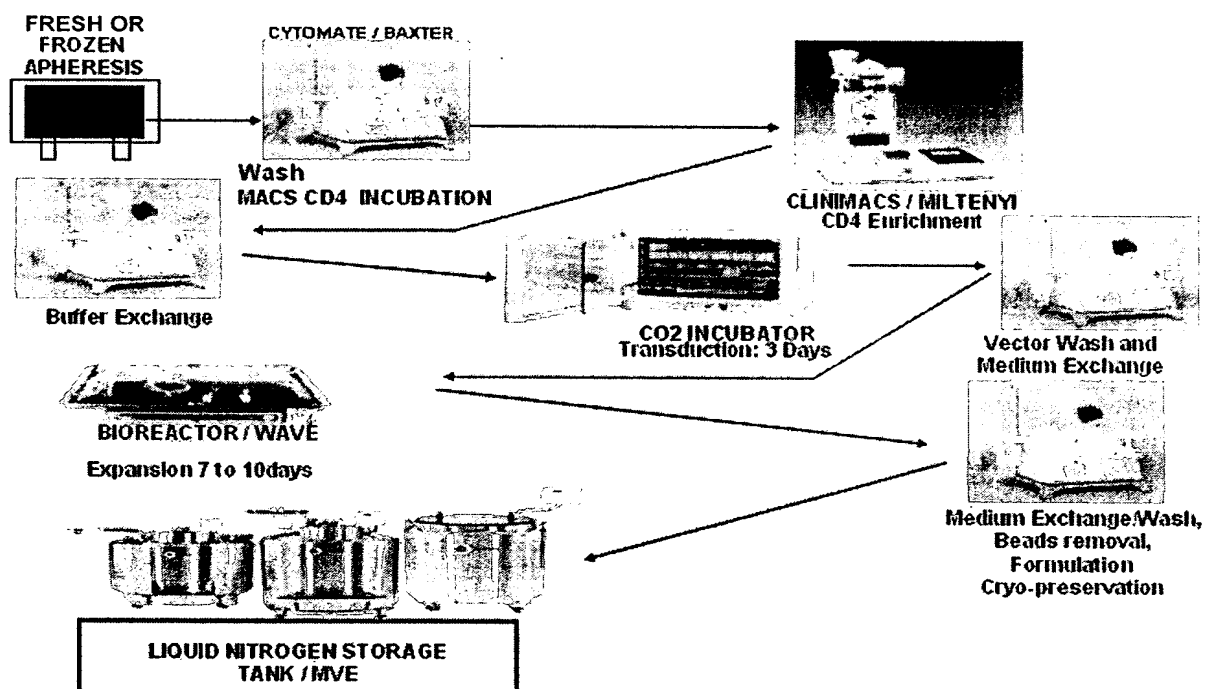 FRESH OR
FROZEN
APHERESIS
CYTOMATE / BAXTER
Wash
MACS CD4 INCUBATION
CLINIMACS / MILTENYI
CD4 Enrichment
Buffer Exchange
CO2 INCUBATOR
Transduction: 3 Days
Vector Wash and
Medium Exchange
BIOREACTOR / WAVE
Expansion 7 to 10days
Medium Exchange/Wash,
Beads removal,
Formulation
Cryo-preservation
LIQUID NITROGEN STORAGE
TANK / MVE